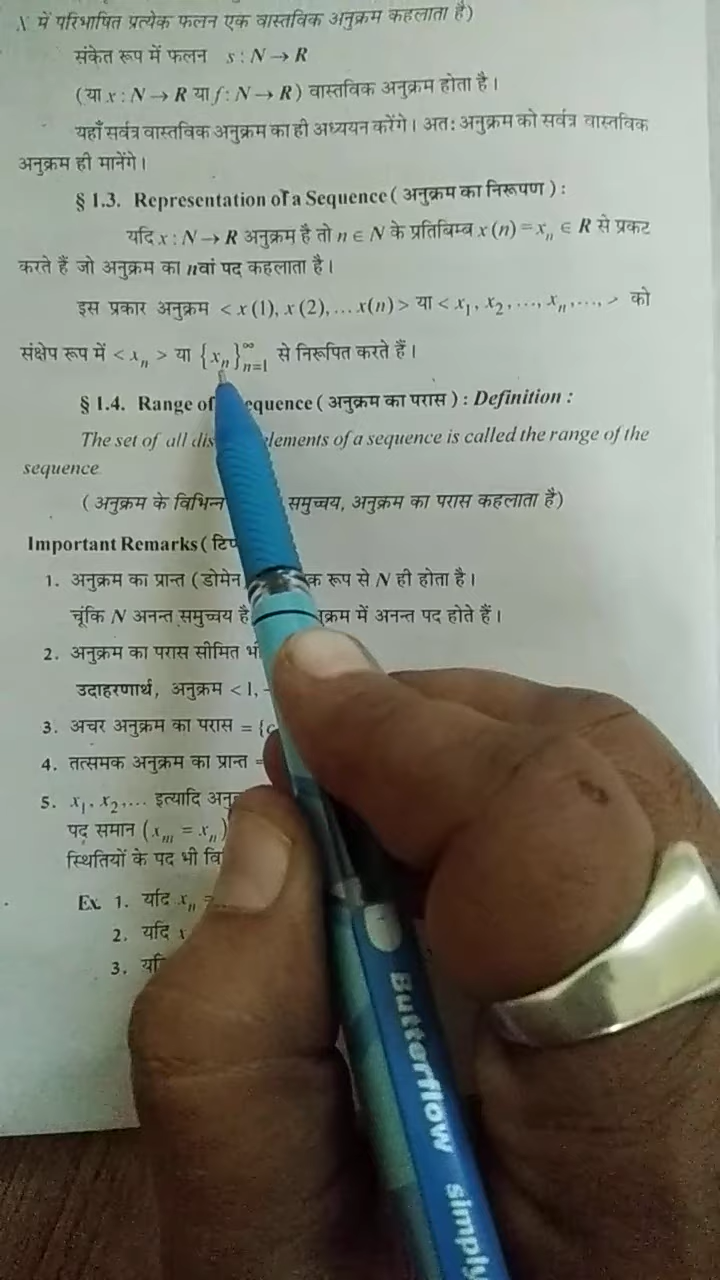 N में परिभाषित प्रत्येक फलन एक वास्तविक अनुक्रम कहलाता है)
संकेत रूप में फलन s : N → R
(या x : N → R या f : N → R) वास्तविक अनुक्रम होता है।
यहाँ सर्वत्र वास्तविक अनुक्रम का ही अध्ययन करेंगे। अतः अनुक्रम को सर्वत्र वास्तविक
अनुक्रम ही मानेंगे।
§ 1.3. Representation of a Sequence ( अनुक्रम का निरूपण ) :
यदि x : N → R अनुक्रम है तो n ∈ N के प्रतिबिम्ब x (n) = xₙ ∈ R से प्रकट
करते हैं जो अनुक्रम का nवां पद कहलाता है।
इस प्रकार अनुक्रम < x (1), x (2), ... x(n) > या < x₁, x₂, ..., xₙ, ..., > को
संक्षेप रूप में < xₙ > या {xₙ}∞n=1 से निरूपित करते हैं।
§ 1.4. Range of equence ( अनुक्रम का परास ) : Definition :
The set of all dis elements of a sequence is called the range of the
sequence
( अनुक्रम के विभिन्न समुच्चय, अनुक्रम का परास कहलाता है)
Important Remarks ( टिप
1. अनुक्रम का प्रान्त (डोमेन क रूप से N ही होता है।
चूंकि N अनन्त समुच्चय है नुक्रम में अनन्त पद होते हैं।
2. अनुक्रम का परास सीमित भी
उदाहरणार्थ, अनुक्रम < 1, -
3. अचर अनुक्रम का परास = {c
4. तत्समक अनुक्रम का प्रान्त =
5. x₁, x₂, ... इत्यादि अनु
पद समान (xₘ = xₙ)
स्थितियों के पद भी वि
Ex. 1. यदि xₙ =
2. यदि x
3. यदि
Butterflow simply